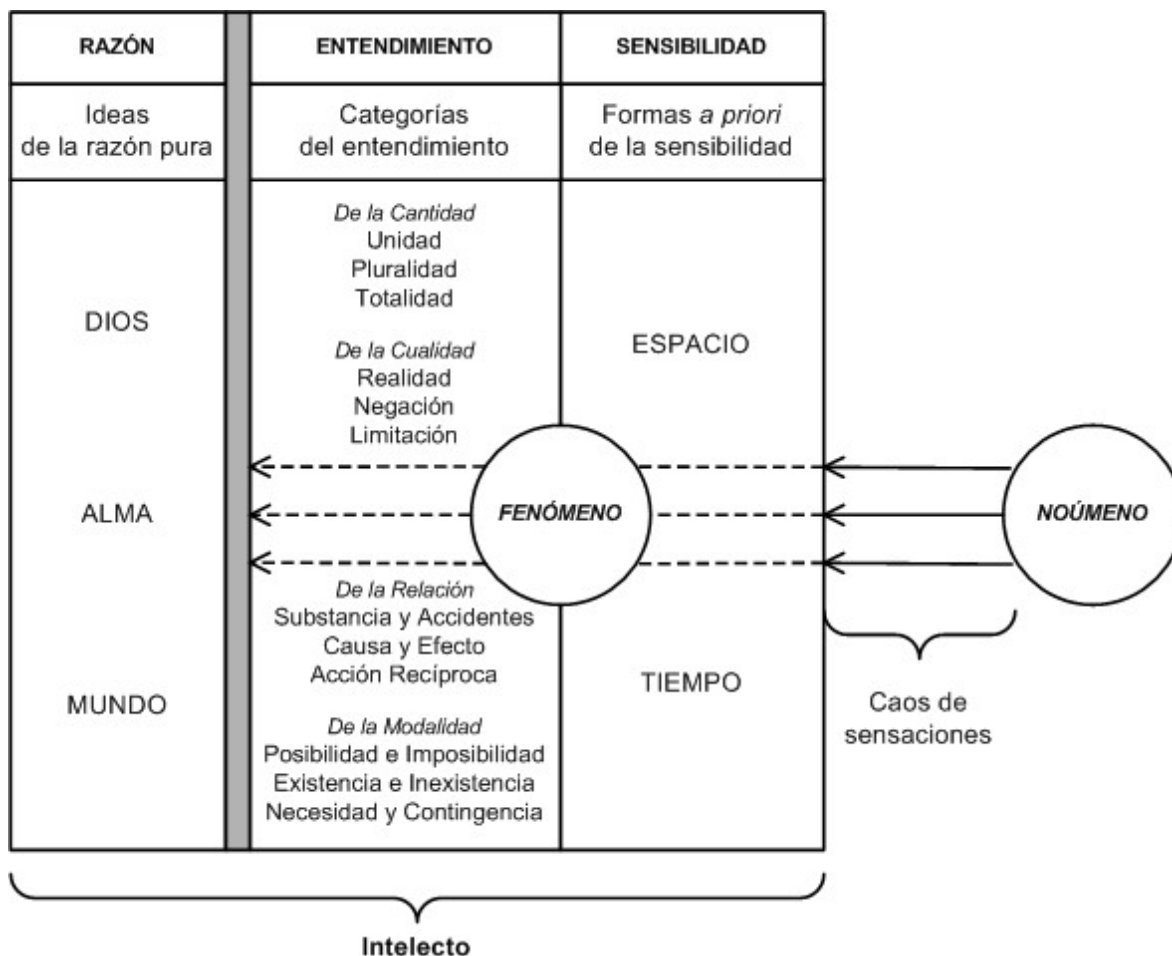 RAZÓN
ENTENDIMIENTO
SENSIBILIDAD
Ideas
de la razón pura
Categorías
del entendimiento
Formas a priori
de la sensibilidad
DIOS
ALMA
MUNDO
De la Cantidad
Unidad
Pluralidad
Totalidad
De la Cualidad
Realidad
Negación
Limitación
De la Relación
Substancia y Accidentes
Causa y Efecto
Acción Recíproca
De la Modalidad
Posibilidad e Imposibilidad
Existencia e Inexistencia
Necesidad y Contingencia
ESPACIO
TIEMPO
FENÓMENO
NOÚMENO
Caos de
sensaciones
Intelecto